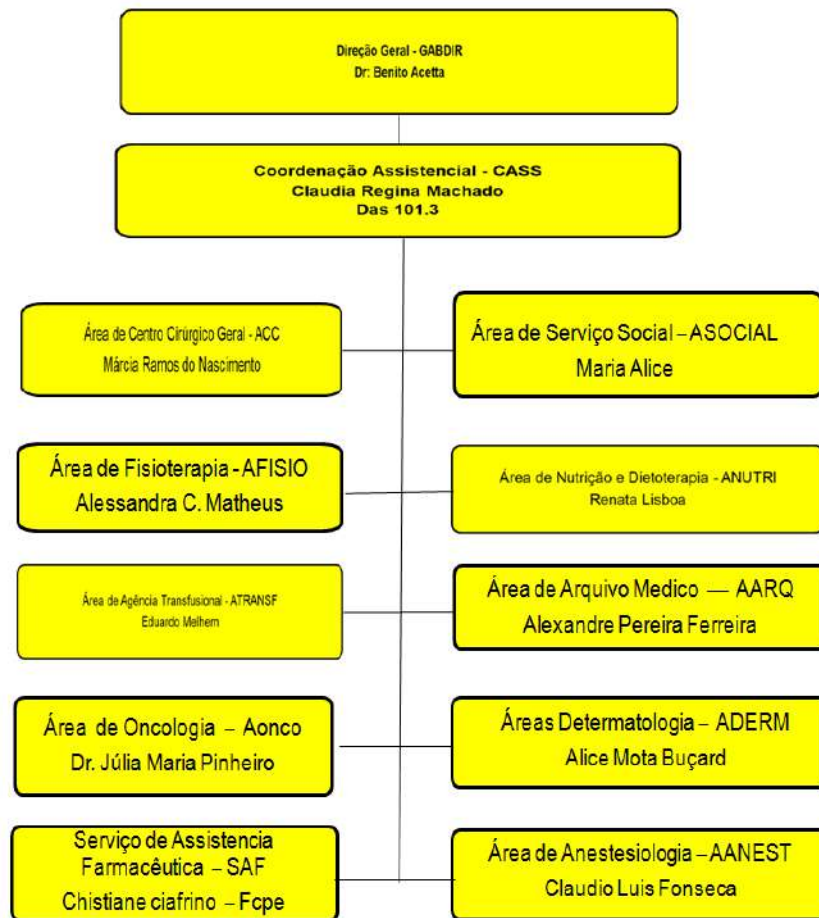 Direção Geral - GABDIR
Dr: Benito Acetta
Coordenação Assistencial - CASS
Claudia Regina Machado
Das 101.3
Área de Centro Cirúrgico Geral - ACC
Márcia Ramos do Nascimento
Área de Serviço Social – ASOCIAL
Maria Alice
Área de Fisioterapia - AFISIO
Alessandra C. Matheus
Área de Nutrição e Dietoterapia - ANUTRI
Renata Lisboa
Área de Agência Transfusional - ATRANSF
Eduardo Melhem
Área de Arquivo Medico — AARQ
Alexandre Pereira Ferreira
Área de Oncologia – Aonco
Dr. Júlia Maria Pinheiro
Áreas Determatologia – ADERM
Alice Mota Buçard
Serviço de Assistencia
Farmacêutica – SAF
Chistiane ciafrino – Fcpe
Área de Anestesiologia – AANEST
Claudio Luis Fonseca